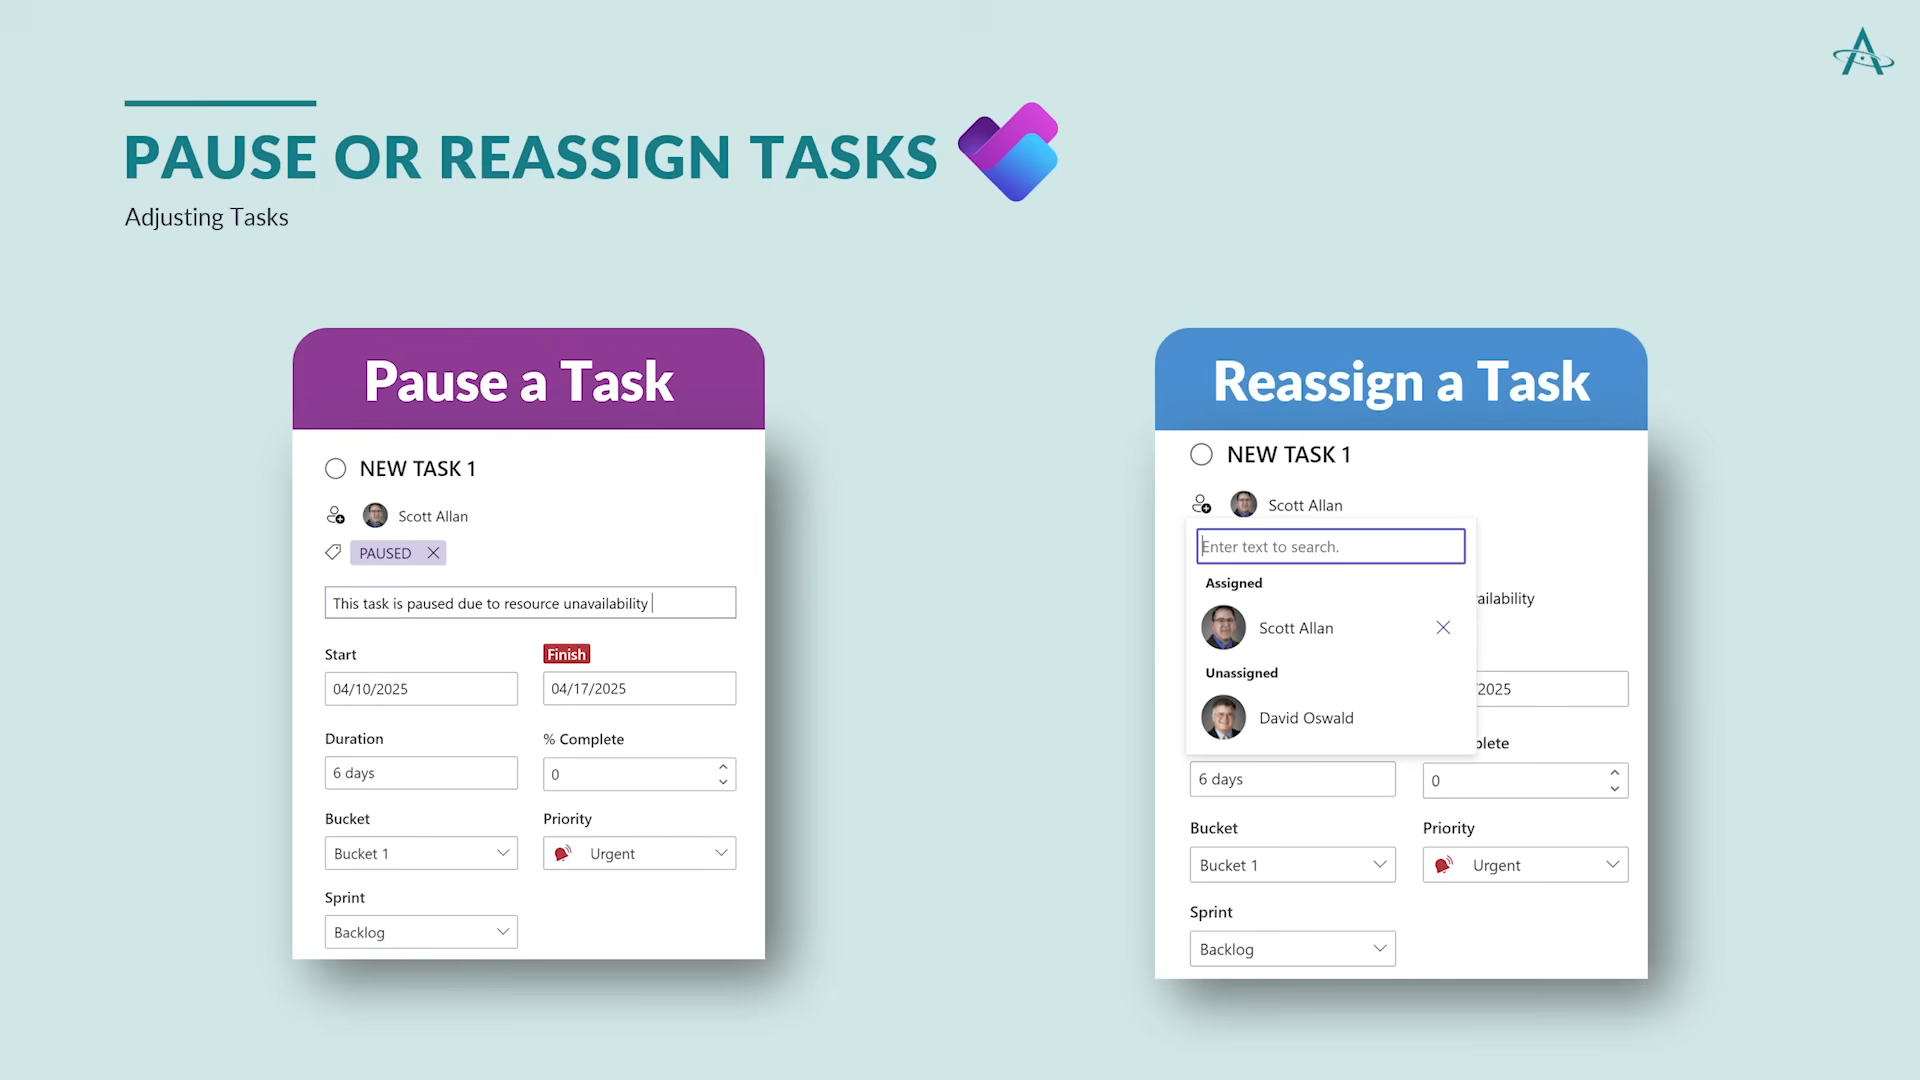 PAUSE OR REASSIGN TASKS
Adjusting Tasks
Pause a Task
NEW TASK 1
Scott Allan
PAUSED
This task is paused due to resource unavailability
Start
Finish
04/10/2025
04/17/2025
Duration
% Complete
6 days
0
Bucket
Priority
Bucket 1
Urgent
Sprint
Backlog
Reassign a Task
NEW TASK 1
Scott Allan
Enter text to search.
Assigned
ailability
Scott Allan
Unassigned
2025
David Oswald
plete
6 days
0
Bucket
Priority
Bucket 1
Urgent
Sprint
Backlog